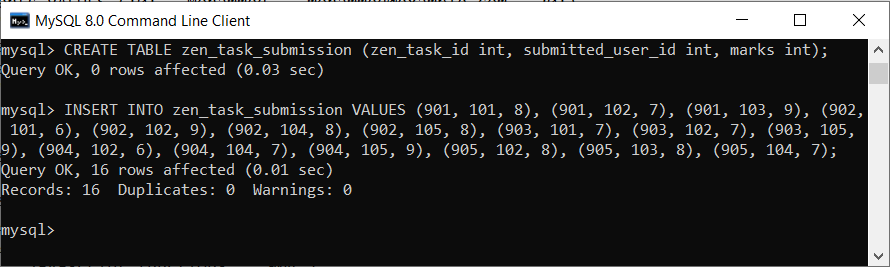 MySQL 8.0 Command Line Client
mysql> CREATE TABLE zen_task_submission (zen_task_id int, submitted_user_id int, marks int);
Query OK, 0 rows affected (0.03 sec)
mysql> INSERT INTO zen_task_submission VALUES (901, 101, 8), (901, 102, 7), (901, 103, 9), (902,
 101, 6), (902, 102, 9), (902, 104, 8), (902, 105, 8), (903, 101, 7), (903, 102, 7), (903, 105,
9), (904, 102, 6), (904, 104, 7), (904, 105, 9), (905, 102, 8), (905, 103, 8), (905, 104, 7);
Query OK, 16 rows affected (0.01 sec)
Records: 16  Duplicates: 0  Warnings: 0
mysql>